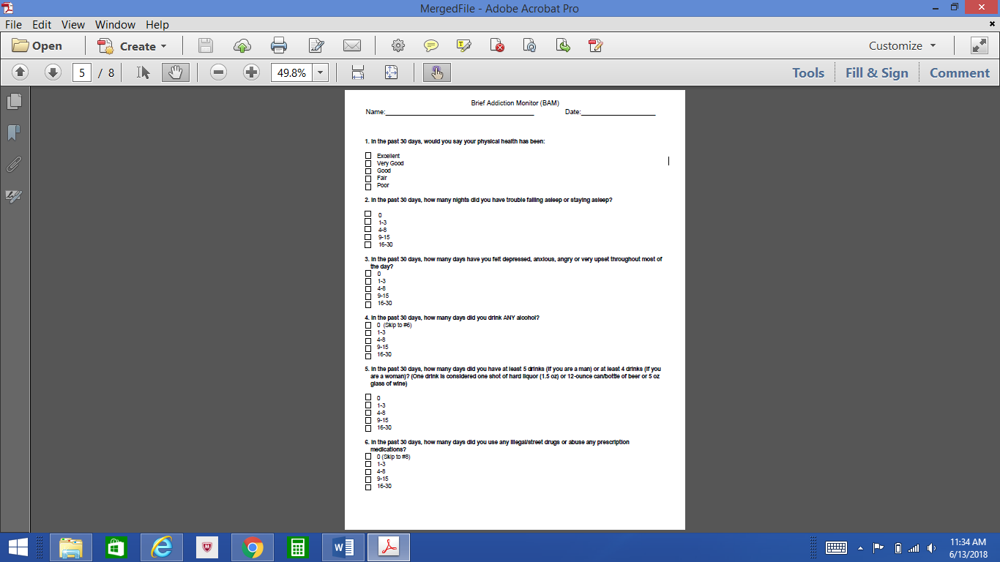 MergedFile - Adobe Acrobat Pro
File Edit View Window Help
Open Create Customize
5 / 8 49.8% Tools Fill & Sign Comment
Brief Addiction Monitor (BAM)
Name:________________________ Date:____________
1. In the past 30 days, would you say your physical health has been:
Excellent
Very Good
Good
Fair
Poor
2. In the past 30 days, how many nights did you have trouble falling asleep or staying asleep?
0
1-3
4-8
9-15
16-30
3. In the past 30 days, how many days have you felt depressed, anxious, angry or very upset throughout most of
the day?
0
1-3
4-8
9-15
16-30
4. In the past 30 days, how many days did you drink ANY alcohol?
0 (Skip to #6)
1-3
4-8
9-15
16-30
5. In the past 30 days, how many days did you have at least 5 drinks (if you are a man) or at least 4 drinks (if you
are a woman)? (One drink is considered one shot of hard liquor (1.5 oz) or 12-ounce can/bottle of beer or 5 oz
glass of wine)
0
1-3
4-8
9-15
16-30
6. In the past 30 days, how many days did you use any illegal/street drugs or abuse any prescription
medications?
0 (Skip to #8)
1-3
4-8
9-15
16-30
11:34 AM
6/13/2018